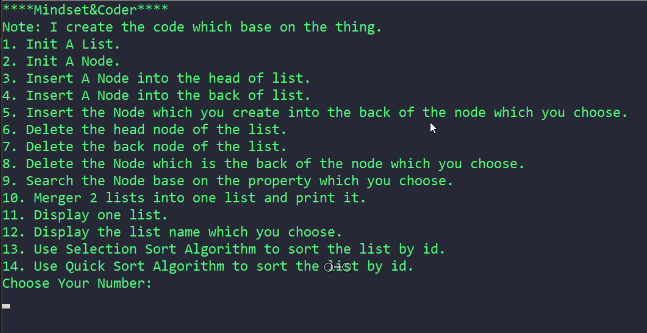 ****Mindset&Coder****
Note: I create the code which base on the thing.
1. Init A List.
2. Init A Node.
3. Insert A Node into the head of list.
4. Insert A Node into the back of list.
5. Insert the Node which you create into the back of the node which you choose.
6. Delete the head node of the list.
7. Delete the back node of the list.
8. Delete the Node which is the back of the node which you choose.
9. Search the Node base on the property which you choose.
10. Merger 2 lists into one list and print it.
11. Display one list.
12. Display the list name which you choose.
13. Use Selection Sort Algorithm to sort the list by id.
14. Use Quick Sort Algorithm to sort the list by id.
Choose Your Number: